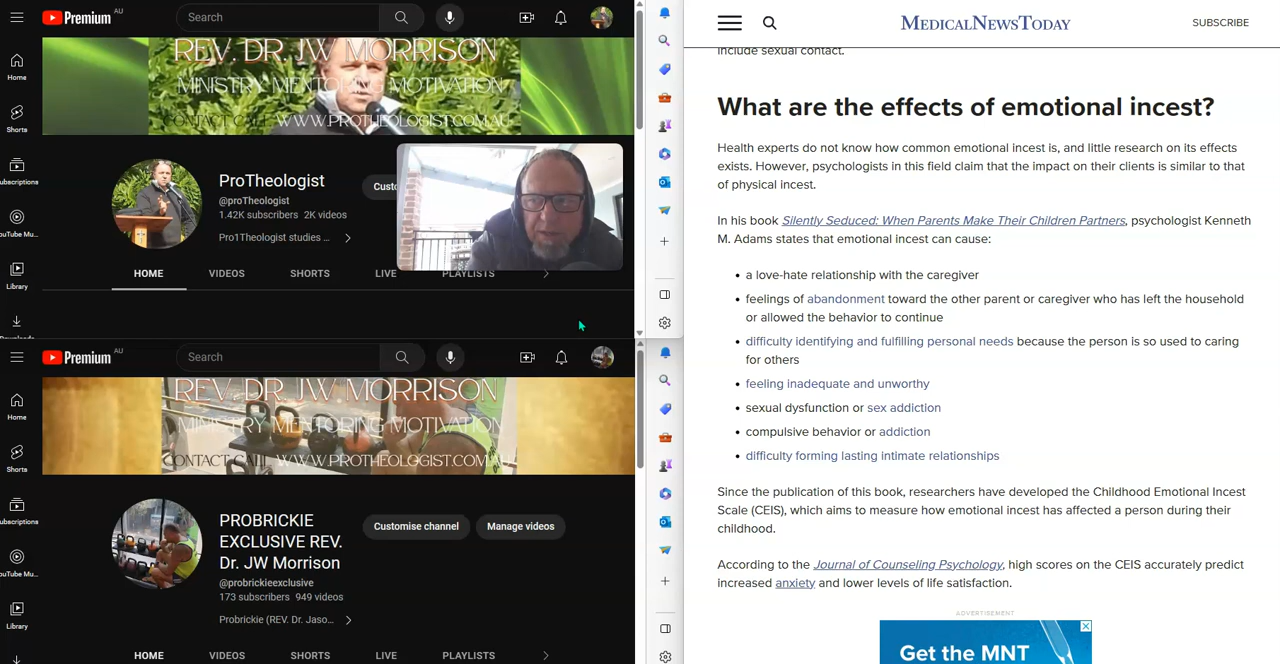 Premium AU
Search
REV. DR. JW MORRISON
MINISTRY MENTORING MOTIVATION
CONTACT CALL WWW.PROTHEOLOGIST.COM.AU
Home
Shorts
ubscriptions
ouTube Mu...
Library
ProTheologist
@proTheologist
1.42K subscribers 2K videos
Pro1Theologist studies ...
Custo
HOME VIDEOS SHORTS LIVE PLAYLISTS
Premium AU
Search
REV. DR. JW MORRISON
MINISTRY MENTORING MOTIVATION
CONTACT CALL WWW.PROTHEOLOGIST.COM.AU
Home
Shorts
ubscriptions
ouTube Mu...
Library
PROBRICKIE
EXCLUSIVE REV.
Dr. JW Morrison
@probrickieexclusive
173 subscribers 949 videos
Probrickie (REV. Dr. Jaso...
Customise channel Manage videos
HOME VIDEOS SHORTS LIVE PLAYLISTS
MEDICALNEWSTODAY SUBSCRIBE
include sexual contact.
What are the effects of emotional incest?
Health experts do not know how common emotional incest is, and little research on its effects
exists. However, psychologists in this field claim that the impact on their clients is similar to that
of physical incest.
In his book Silently Seduced: When Parents Make Their Children Partners, psychologist Kenneth
M. Adams states that emotional incest can cause:
• a love-hate relationship with the caregiver
• feelings of abandonment toward the other parent or caregiver who has left the household
or allowed the behavior to continue
• difficulty identifying and fulfilling personal needs because the person is so used to caring
for others
• feeling inadequate and unworthy
• sexual dysfunction or sex addiction
• compulsive behavior or addiction
• difficulty forming lasting intimate relationships
Since the publication of this book, researchers have developed the Childhood Emotional Incest
Scale (CEIS), which aims to measure how emotional incest has affected a person during their
childhood.
According to the Journal of Counseling Psychology, high scores on the CEIS accurately predict
increased anxiety and lower levels of life satisfaction.
ADVERTISEMENT
Get the MNT